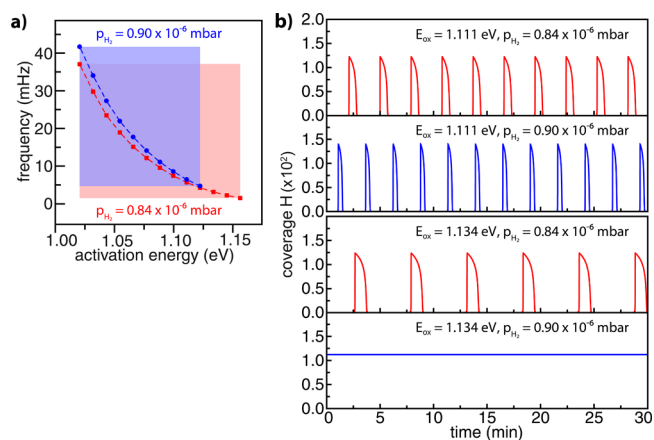 a)
p_H₂ = 0.90 x 10⁻⁶ mbar
40
30
20
10
0
frequency (mHz)
p_H₂ = 0.84 x 10⁻⁶ mbar
1.00 1.05 1.10 1.15
activation energy (eV)
b)
E_ox = 1.111 eV, p_H₂ = 0.84 x 10⁻⁶ mbar
2.0
1.5
1.0
0.5
0.0
E_ox = 1.111 eV, p_H₂ = 0.90 x 10⁻⁶ mbar
1.5
1.0
0.5
0.0
coverage H (x10²)
E_ox = 1.134 eV, p_H₂ = 0.84 x 10⁻⁶ mbar
1.5
1.0
0.5
0.0
E_ox = 1.134 eV, p_H₂ = 0.90 x 10⁻⁶ mbar
1.5
1.0
0.5
0.0
0 5 10 15 20 25 30
time (min)